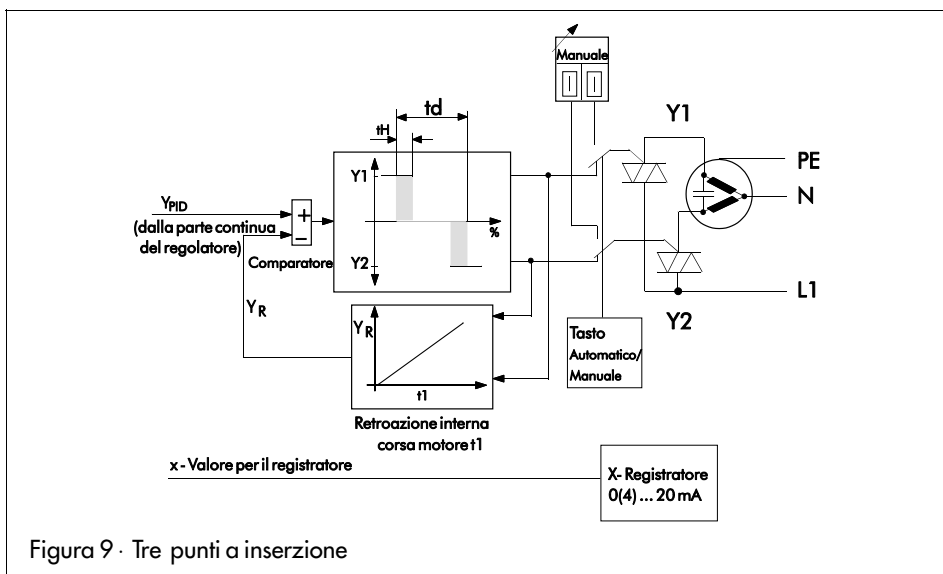 Manuale
td
tH
Y1
Y1
PE
N
YPID
+
−
(dalla parte continua
del regolatore)
Comparatore
%
Y2
L1
Y2
YR
YR
t1
Tasto
Automatico/
Manuale
Retroazione interna
corsa motore t1
x - Valore per il registratore
X- Registratore
0(4) ... 20 mA
Figura 9 · Tre punti a inserzione